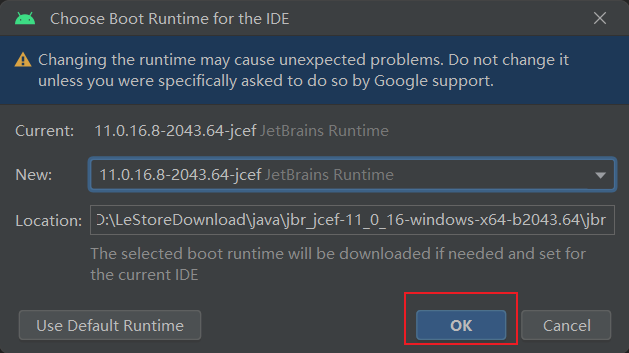 Choose Boot Runtime for the IDE
Changing the runtime may cause unexpected problems. Do not change it
unless you were specifically asked to do so by Google support.
Current: 11.0.16.8-2043.64-jcef JetBrains Runtime
New: 11.0.16.8-2043.64-jcef JetBrains Runtime
Location: :\LeStoreDownload\java\jbr_jcef-11_0_16-windows-x64-b2043.64\jbr
The selected boot runtime will be downloaded if needed and set for
the current IDE
Use Default Runtime OK Cancel